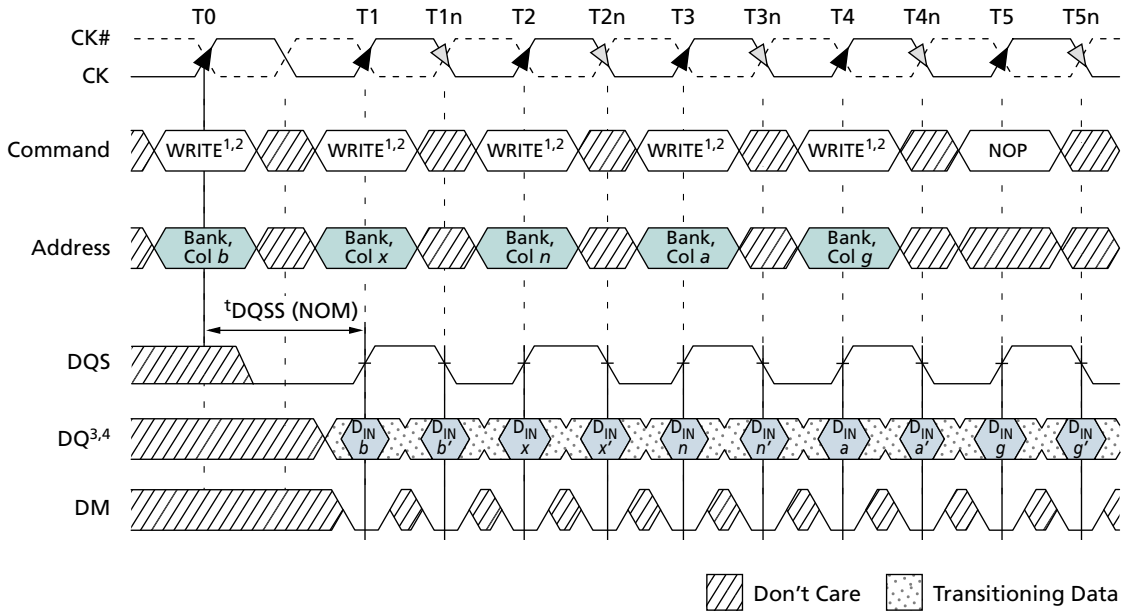 T0 T1 T1n T2 T2n T3 T3n T4 T4n T5 T5n
CK#
CK
Command WRITE1,2 WRITE1,2 WRITE1,2 WRITE1,2 WRITE1,2 NOP
Address Bank, Col b Bank, Col x Bank, Col n Bank, Col a Bank, Col g
tDQSS (NOM)
DQS
DQ3,4 DIN b DIN b' DIN x DIN x' DIN n DIN n' DIN a DIN a' DIN g DIN g'
DM
Don't Care Transitioning Data